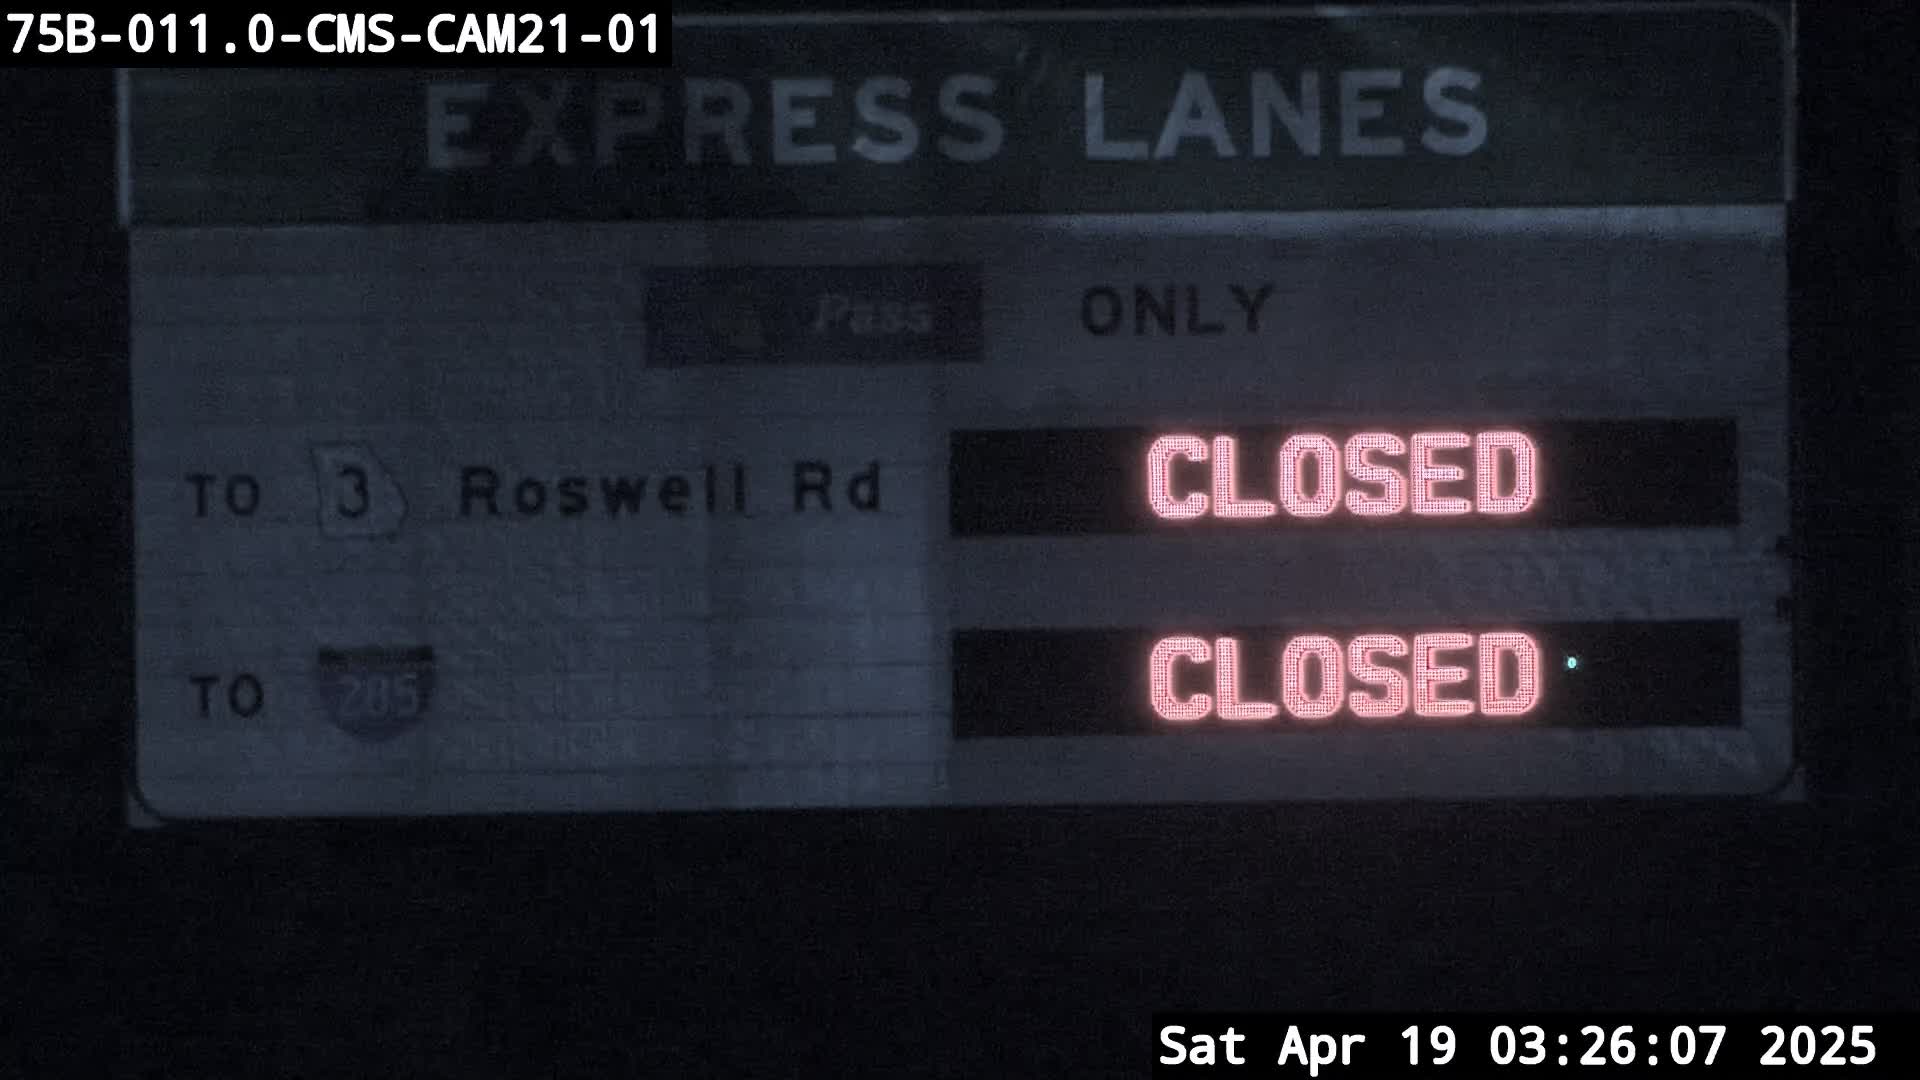 75B-011.0-CMS-CAM21-01
EXPRESS LANES
Pass ONLY
TO 3 Roswell Rd CLOSED
TO 285 CLOSED
Sat Apr 19 03:26:07 2025